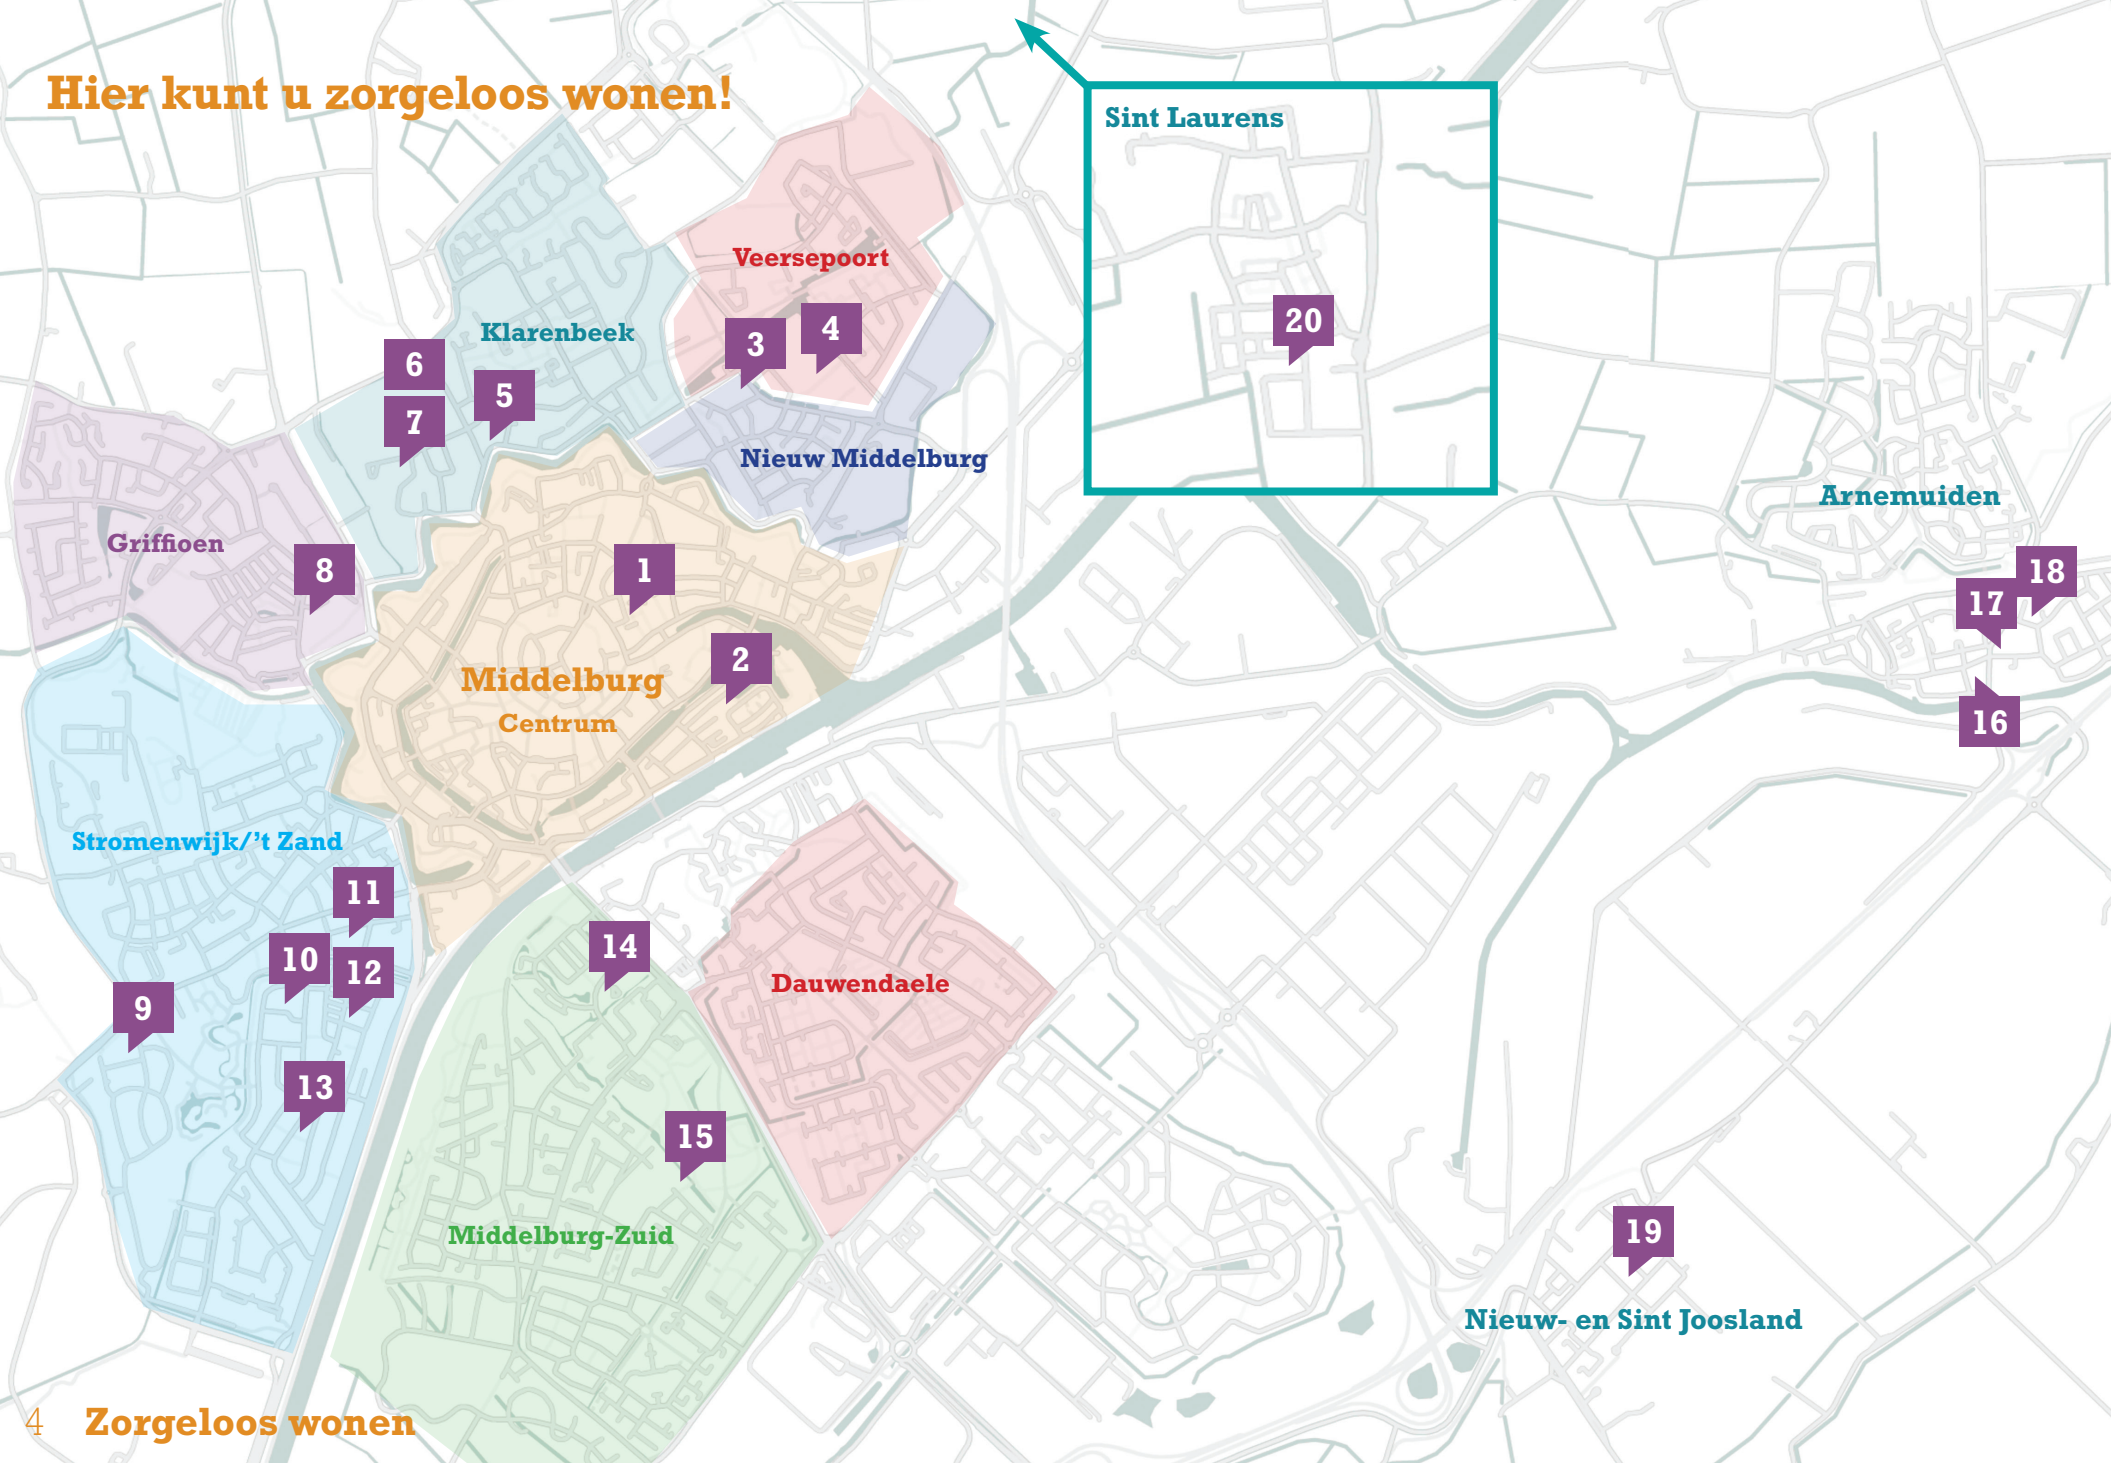 Hier kunt u zorgeloos wonen!
Sint Laurens
20
Veersepoort
3
4
Klarenbeek
6
5
7
Nieuw Middelburg
Griffioen
8
1
2
Middelburg
Centrum
Arnemuiden
18
17
16
Stromenwijk/’t Zand
11
10
12
9
13
14
Dauwendaele
15
Middelburg-Zuid
19
Nieuw- en Sint Joosland
4 Zorgeloos wonen